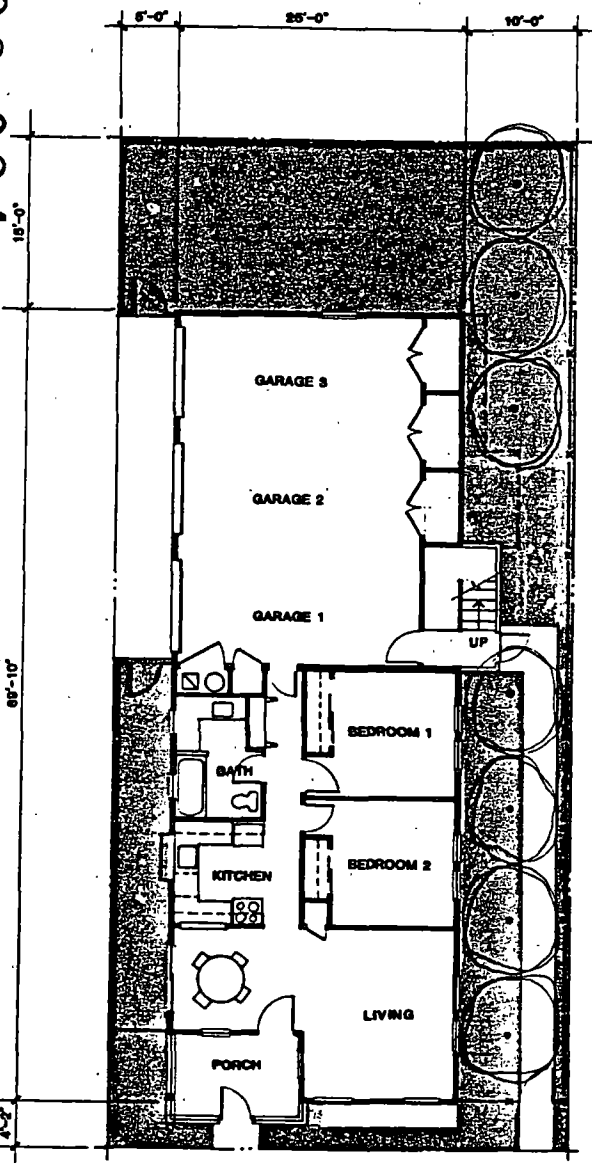 5'-0" 25'-0" 10'-0"
15'-0"
GARAGE 3
GARAGE 2
GARAGE 1
UP
69'-10"
BEDROOM 1
BATH
BEDROOM 2
KITCHEN
LIVING
PORCH
4'-2"